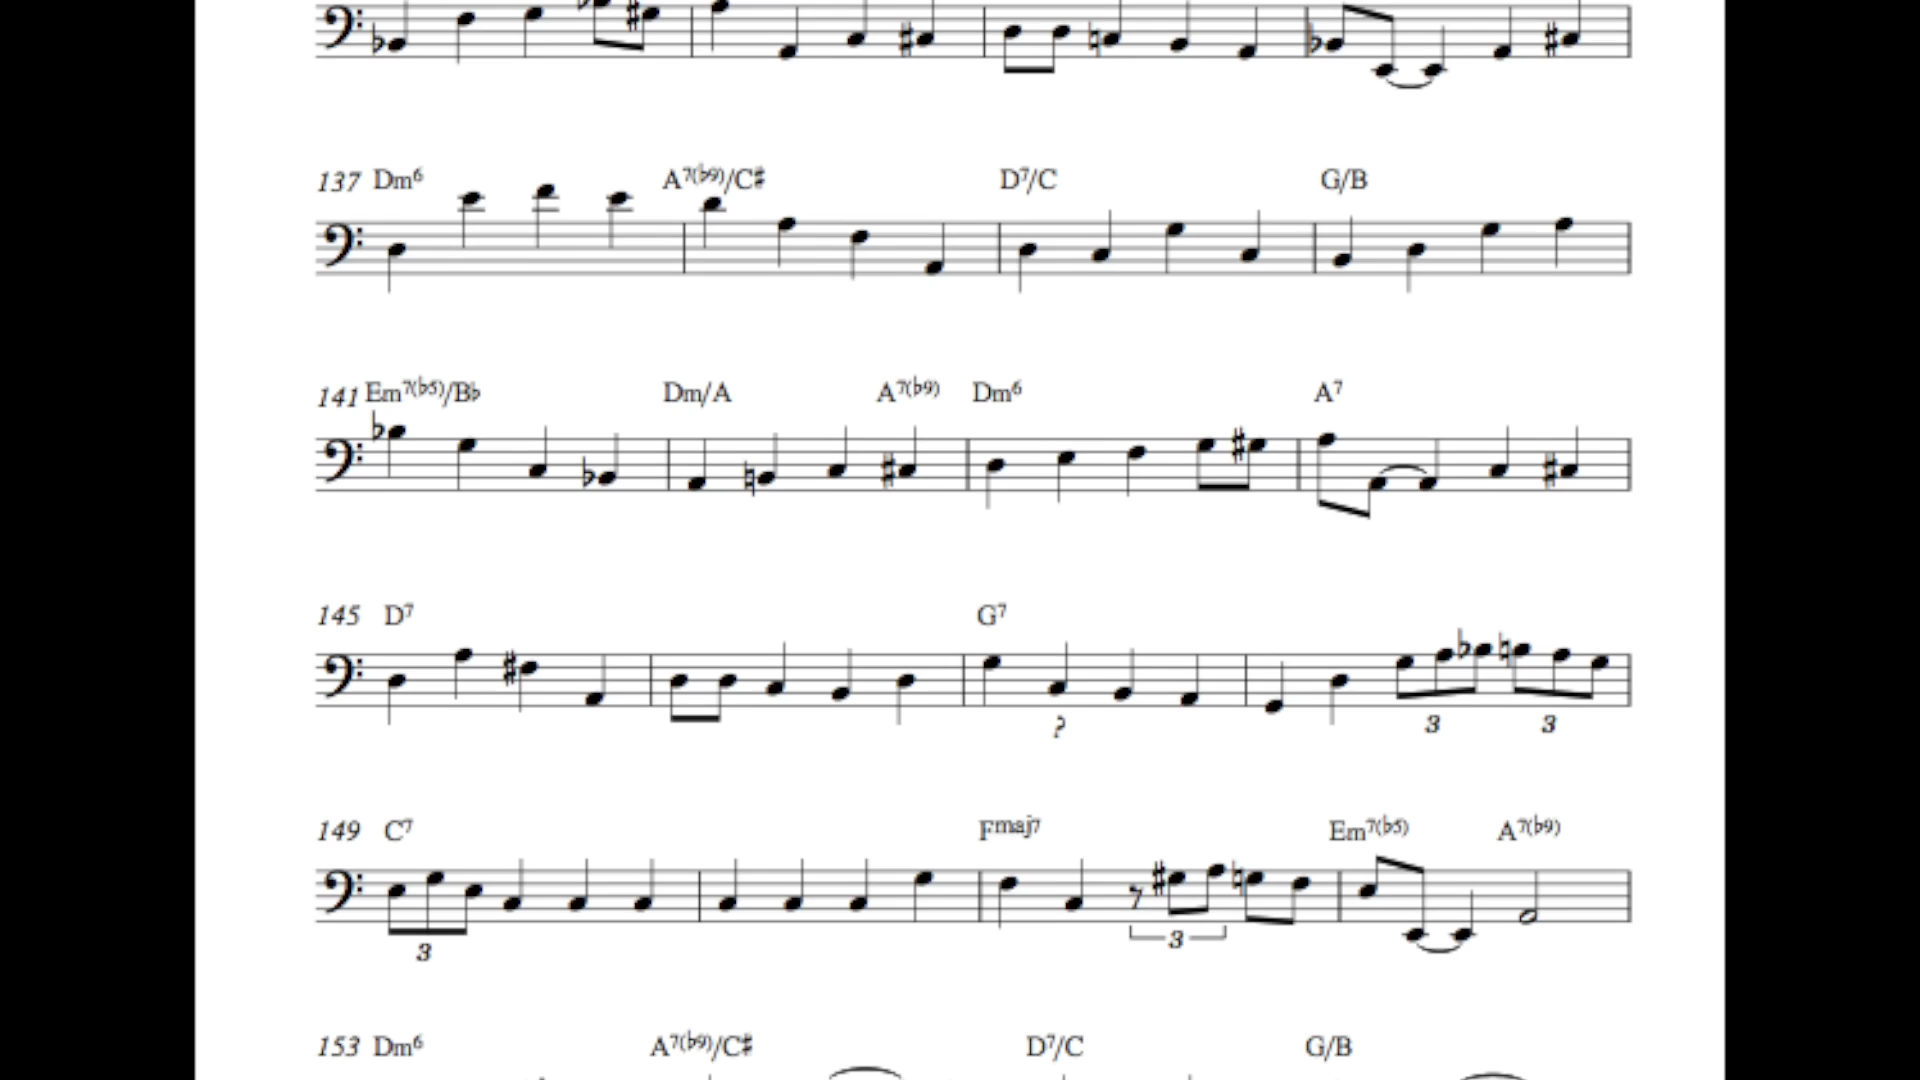 137 Dm6 A7(♭9)/C♯ D7/C G/B
141 Em7(♭5)/B♭ Dm/A A7(♭9) Dm6 A7
145 D7 G7
? 3 3
149 C7 Fmaj7 Em7(♭5) A7(♭9)
3 3
153 Dm6 A7(♭9)/C♯ D7/C G/B